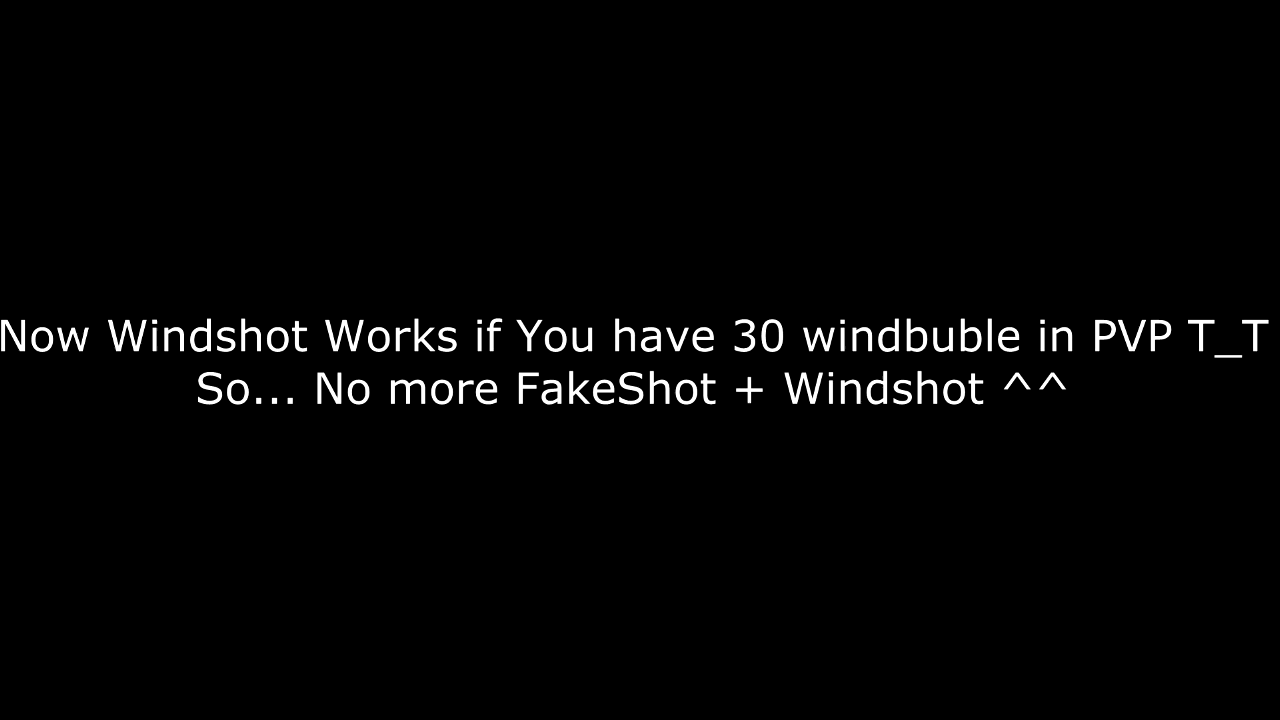 Now Windshot Works if You have 30 windbuble in PVP T_T
So... No more FakeShot + Windshot ^^